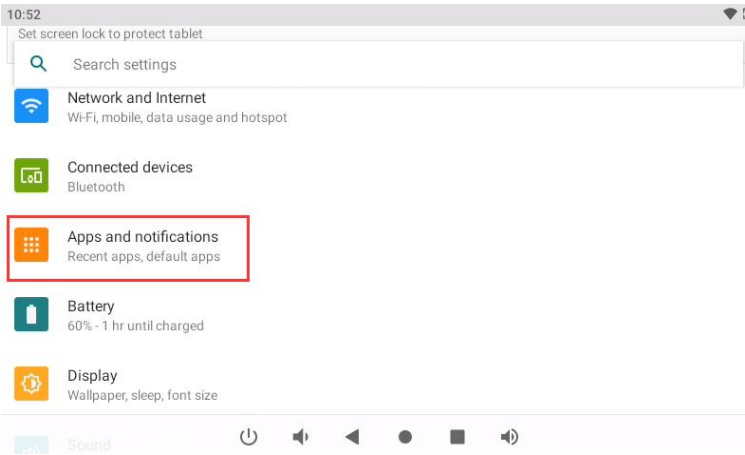 10:52
Set screen lock to protect tablet
Search settings
Network and Internet
Wi-Fi, mobile, data usage and hotspot
Connected devices
Bluetooth
Apps and notifications
Recent apps, default apps
Battery
60% - 1 hr until charged
Display
Wallpaper, sleep, font size
Sound